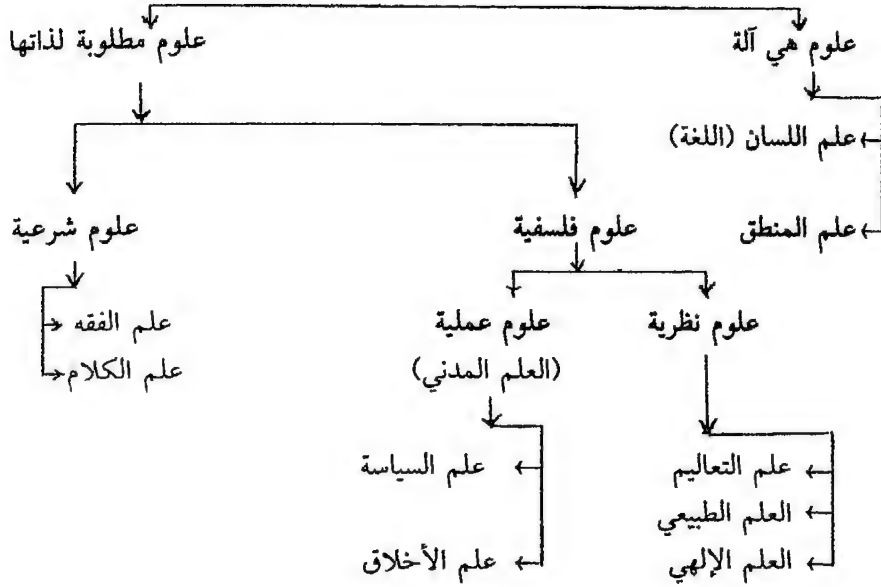 علوم هي آلة
علوم مطلوبة لذاتها
علم اللسان (اللغة)
علم المنطق
علوم فلسفية
علوم شرعية
علوم نظرية
علوم عملية
(العلم المدني)
علم الفقه
علم الكلام
علم التعاليم
العلم الطبيعي
العلم الإلهي
علم السياسة
علم الأخلاق